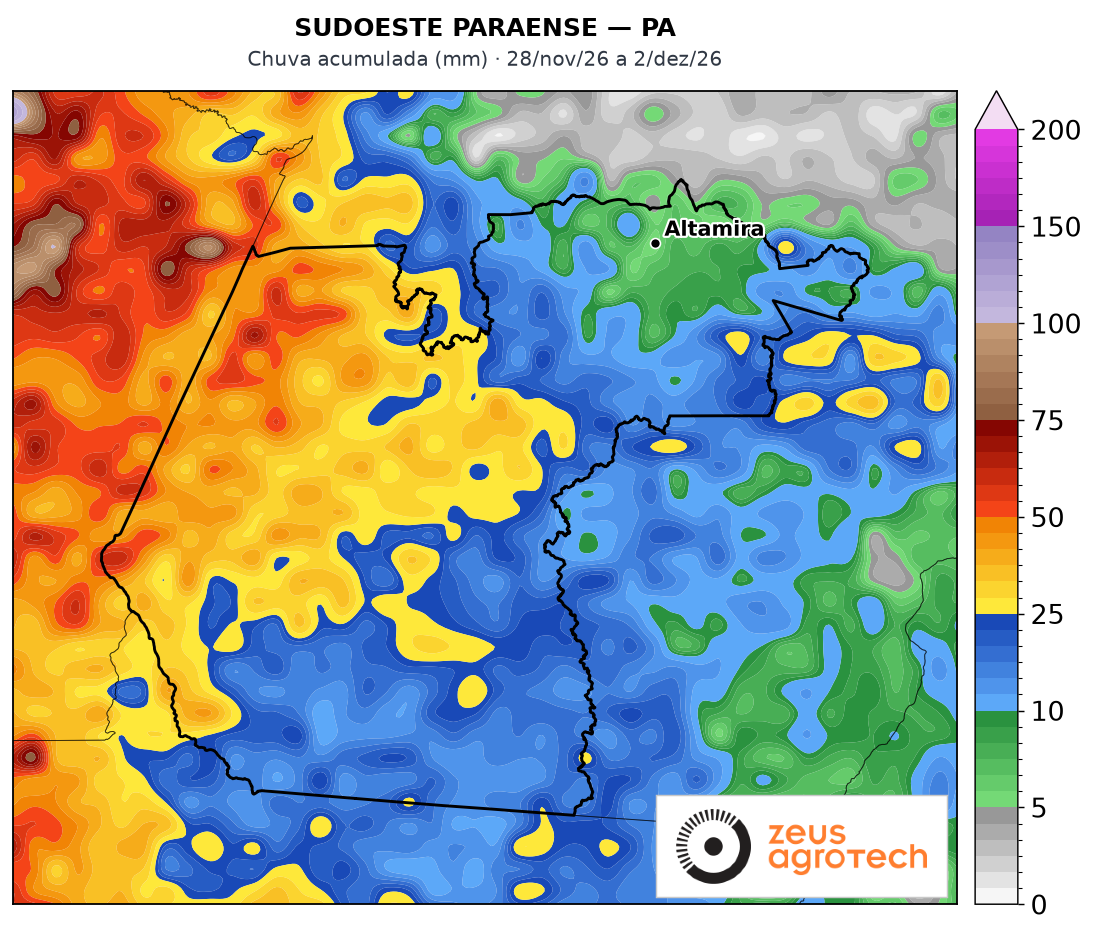 SUDOESTE PARAENSE — PA
Chuva acumulada (mm) · 28/nov/26 a 2/dez/26
Altamira
200
150
100
75
50
25
10
5
0
zeus
agrotech